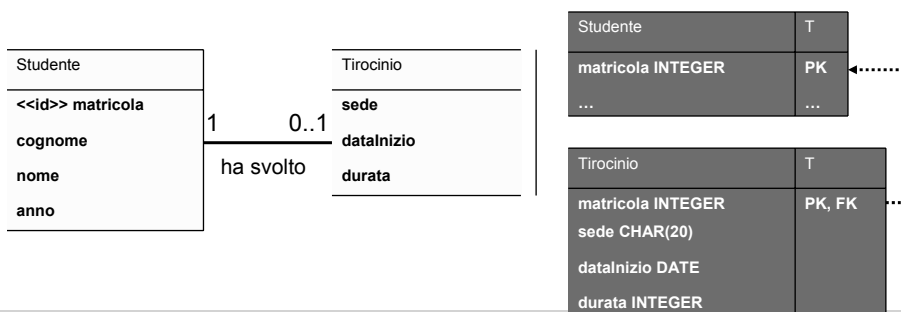 Studente
<<id>> matricola
cognome
nome
anno
1
0..1
ha svolto
Tirocinio
sede
dataInizio
durata
Studente T
matricola INTEGER PK
... ...
Tirocinio T
matricola INTEGER PK, FK
sede CHAR(20)
dataInizio DATE
durata INTEGER